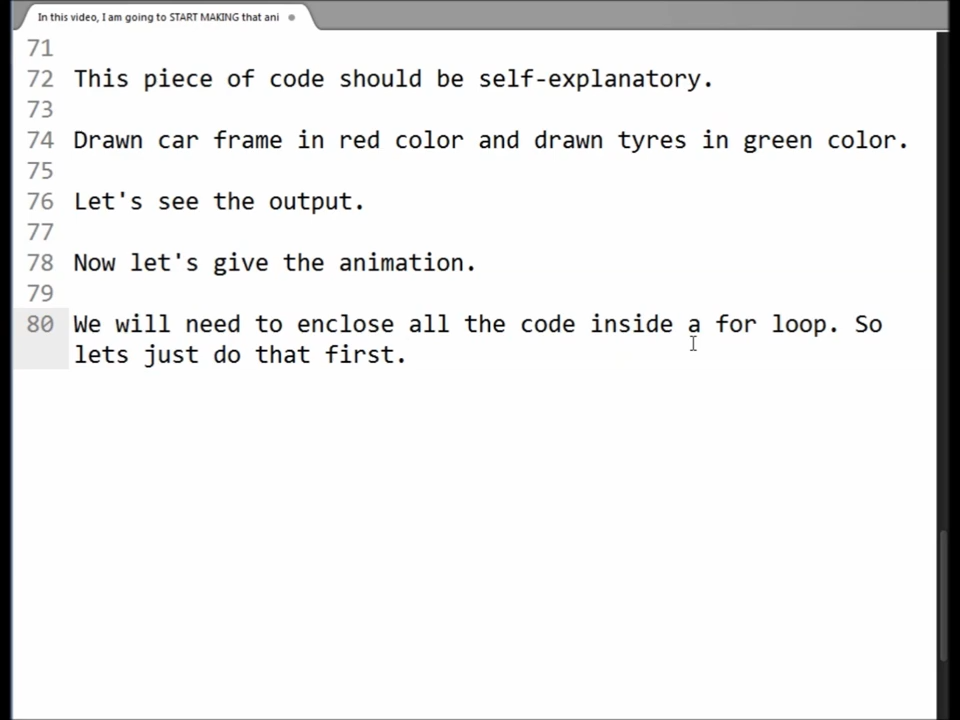 In this video, I am going to START MAKING that ani
71
72 This piece of code should be self-explanatory.
73
74 Drawn car frame in red color and drawn tyres in green color.
75
76 Let's see the output.
77
78 Now let's give the animation.
79
80 We will need to enclose all the code inside a for loop. So
lets just do that first.